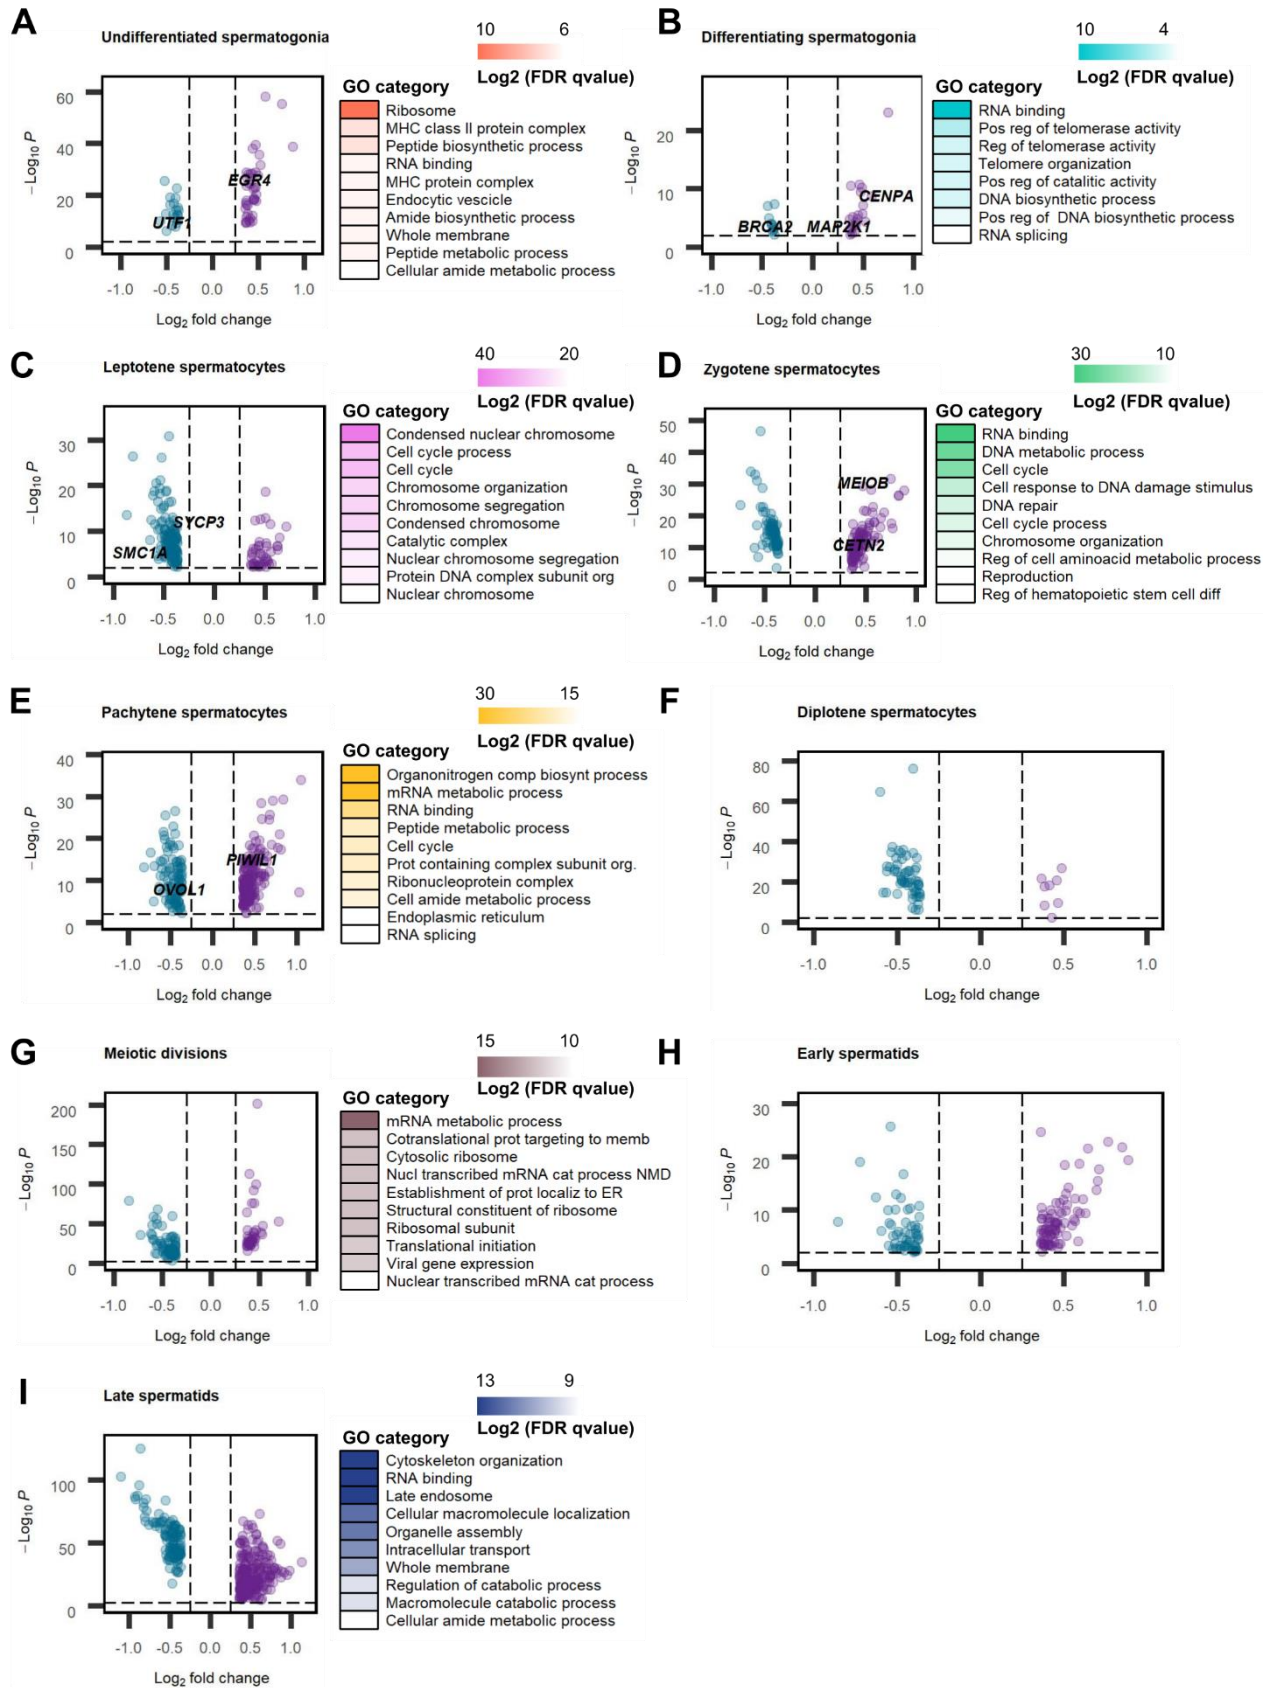 A
Undifferentiated spermatogonia
10 6
Log2 (FDR qvalue)
GO category
Ribosome
MHC class II protein complex
Peptide biosynthetic process
RNA binding
MHC protein complex
Endocytic vescicle
Amide biosynthetic process
Whole membrane
Peptide metabolic process
Cellular amide metabolic process
60
40
20
0
−Log10 P
EGR4
UTF1
-1.0 -0.5 0.0 0.5 1.0
Log2 fold change
B
Differentiating spermatogonia
10 4
Log2 (FDR qvalue)
GO category
RNA binding
Pos reg of telomerase activity
Reg of telomerase activity
Telomere organization
Pos reg of catalitic activity
DNA biosynthetic process
Pos reg of DNA biosynthetic process
RNA splicing
20
10
0
−Log10 P
CENPA
BRCA2 MAP2K1
-1.0 -0.5 0.0 0.5 1.0
Log2 fold change
C
Leptotene spermatocytes
40 20
Log2 (FDR qvalue)
GO category
Condensed nuclear chromosome
Cell cycle process
Cell cycle
Chromosome organization
Chromosome segregation
Condensed chromosome
Catalytic complex
Nuclear chromosome segregation
Protein DNA complex subunit org
Nuclear chromosome
30
20
10
0
−Log10 P
SYCP3
SMC1A
-1.0 -0.5 0.0 0.5 1.0
Log2 fold change
D
Zygotene spermatocytes
30 10
Log2 (FDR qvalue)
GO category
RNA binding
DNA metabolic process
Cell cycle
Cell response to DNA damage stimulus
DNA repair
Cell cycle process
Chromosome organization
Reg of cell aminoacid metabolic process
Reproduction
Reg of hematopoietic stem cell diff
50
40
30
20
10
0
−Log10 P
MEIOB
CETN2
-1.0 -0.5 0.0 0.5 1.0
Log2 fold change
E
Pachytene spermatocytes
30 15
Log2 (FDR qvalue)
GO category
Organonitrogen comp biosynt process
mRNA metabolic process
RNA binding
Peptide metabolic process
Cell cycle
Prot containing complex subunit org.
Ribonucleoprotein complex
Cell amide metabolic process
Endoplasmic reticulum
RNA splicing
40
30
20
10
0
−Log10 P
PIWIL1
OVOL1
-1.0 -0.5 0.0 0.5 1.0
Log2 fold change
F
Diplotene spermatocytes
80
60
40
20
0
−Log10 P
-1.0 -0.5 0.0 0.5 1.0
Log2 fold change
G
Meiotic divisions
15 10
Log2 (FDR qvalue)
GO category
mRNA metabolic process
Cotranslational prot targeting to memb
Cytosolic ribosome
Nucl transcribed mRNA cat process NMD
Establishment of prot localiz to ER
Structural constituent of ribosome
Ribosomal subunit
Translational initiation
Viral gene expression
Nuclear transcribed mRNA cat process
200
150
100
50
0
−Log10 P
-1.0 -0.5 0.0 0.5 1.0
Log2 fold change
H
Early spermatids
30
20
10
0
−Log10 P
-1.0 -0.5 0.0 0.5 1.0
Log2 fold change
I
Late spermatids
13 9
Log2 (FDR qvalue)
GO category
Cytoskeleton organization
RNA binding
Late endosome
Cellular macromolecule localization
Organelle assembly
Intracellular transport
Whole membrane
Regulation of catabolic process
Macromolecule catabolic process
Cellular amide metabolic process
100
50
0
−Log10 P
-1.0 -0.5 0.0 0.5 1.0
Log2 fold change